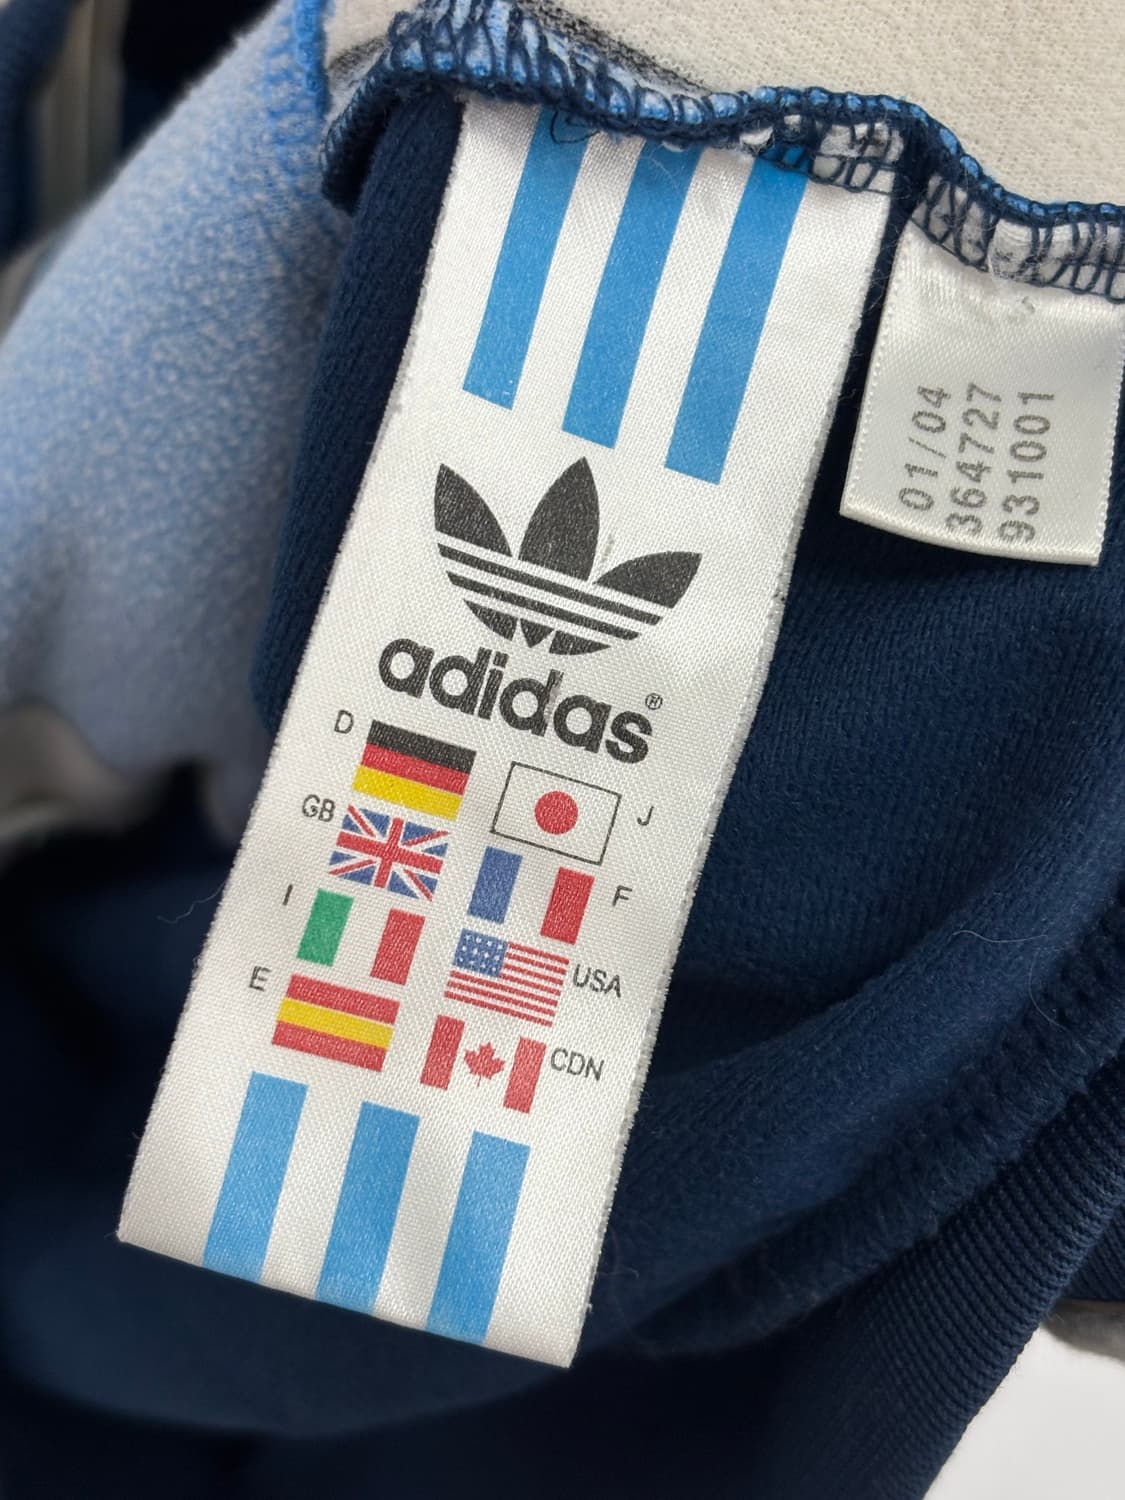 adidas®
D
J
GB
F
I
USA
E
CDN
01/04
364727
931001